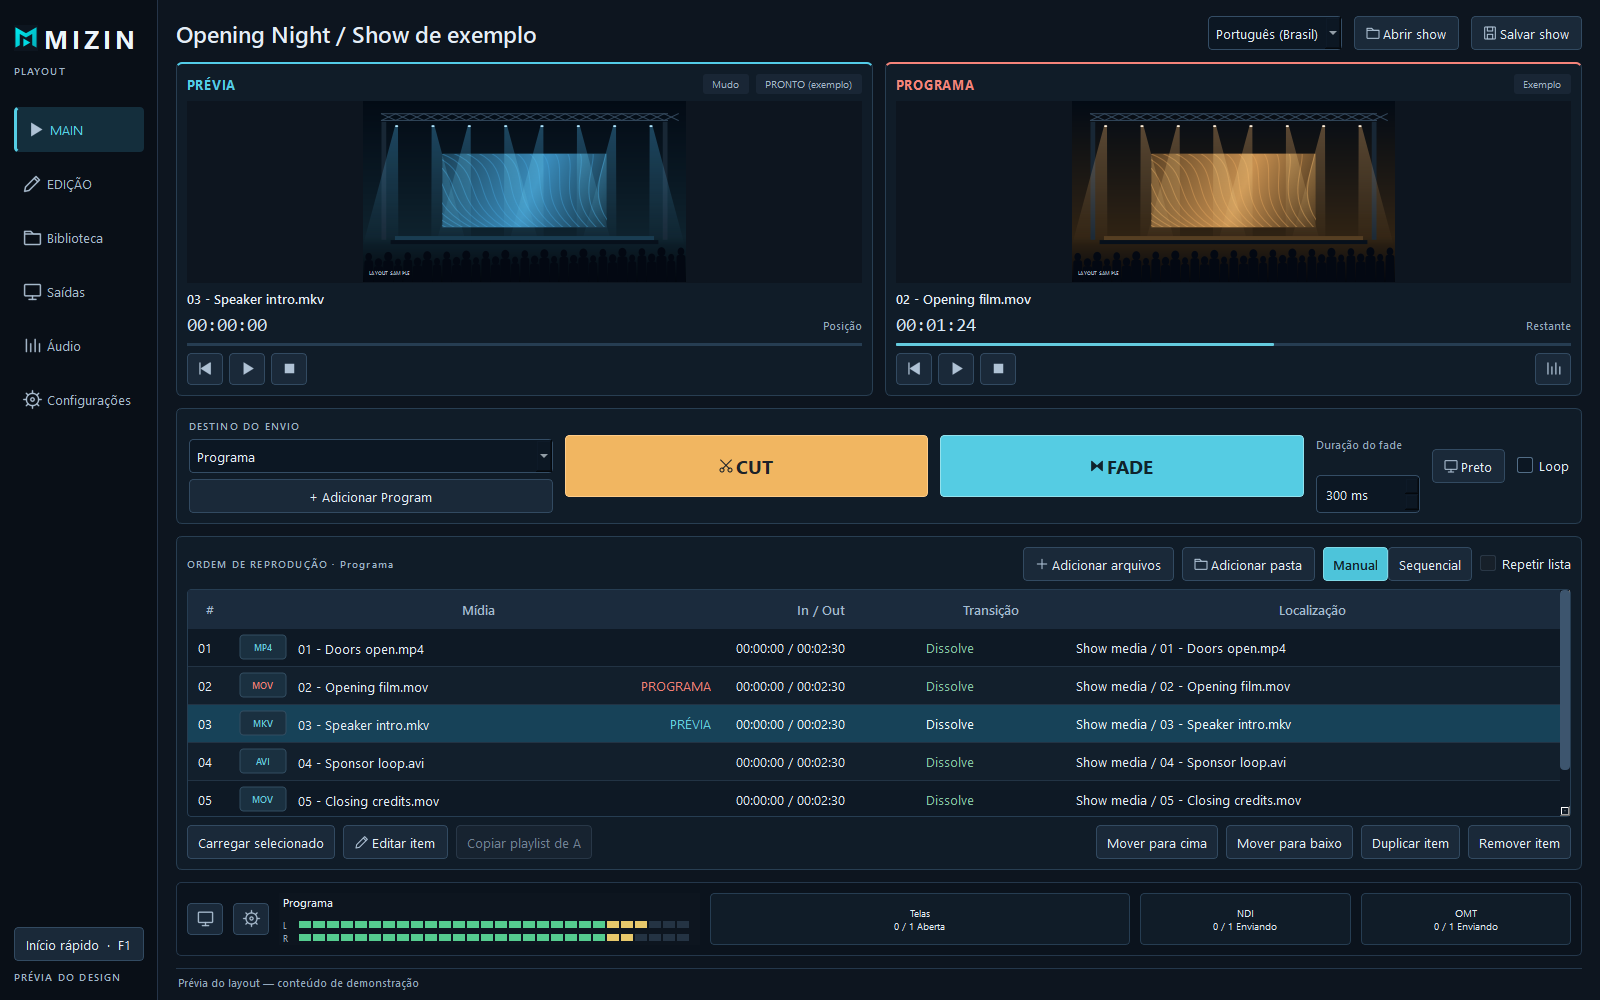 MIZIN
PLAYOUT
MAIN
EDIÇÃO
Biblioteca
Saídas
Áudio
Configurações
Início rápido · F1
PRÉVIA DO DESIGN
Opening Night / Show de exemplo
Português (Brasil)
Abrir show
Salvar show
PRÉVIA
Mudo
PRONTO (exemplo)
LAYOUT SAMPLE
03 - Speaker intro.mkv
00:00:00
Posição
PROGRAMA
Exemplo
LAYOUT SAMPLE
02 - Opening film.mov
00:01:24
Restante
DESTINO DO ENVIO
Programa
+ Adicionar Program
CUT
FADE
Duração do fade
300 ms
Preto
Loop
ORDEM DE REPRODUÇÃO · Programa
+ Adicionar arquivos
Adicionar pasta
Manual
Sequencial
Repetir lista
# Mídia In / Out Transição Localização
01 MP4 01 - Doors open.mp4 00:00:00 / 00:02:30 Dissolve Show media / 01 - Doors open.mp4
02 MOV 02 - Opening film.mov PROGRAMA 00:00:00 / 00:02:30 Dissolve Show media / 02 - Opening film.mov
03 MKV 03 - Speaker intro.mkv PRÉVIA 00:00:00 / 00:02:30 Dissolve Show media / 03 - Speaker intro.mkv
04 AVI 04 - Sponsor loop.avi 00:00:00 / 00:02:30 Dissolve Show media / 04 - Sponsor loop.avi
05 MOV 05 - Closing credits.mov 00:00:00 / 00:02:30 Dissolve Show media / 05 - Closing credits.mov
Carregar selecionado
Editar item
Copiar playlist de A
Mover para cima
Mover para baixo
Duplicar item
Remover item
Programa
L
R
Telas
0 / 1 Aberta
NDI
0 / 1 Enviando
OMT
0 / 1 Enviando
Prévia do layout — conteúdo de demonstração